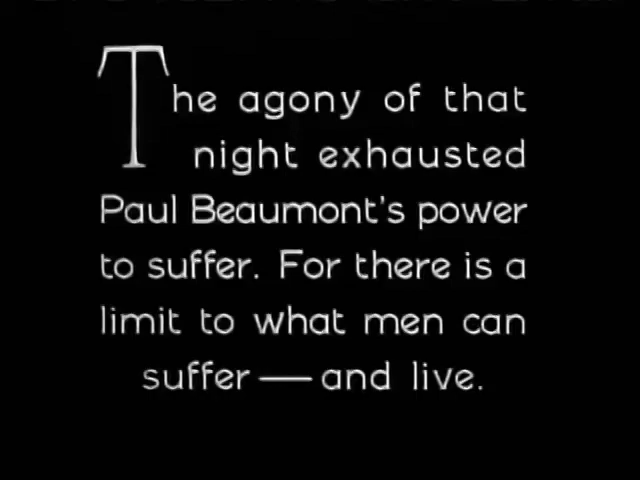 The agony of that
night exhausted
Paul Beaumont's power
to suffer. For there is a
limit to what men can
suffer — and live.